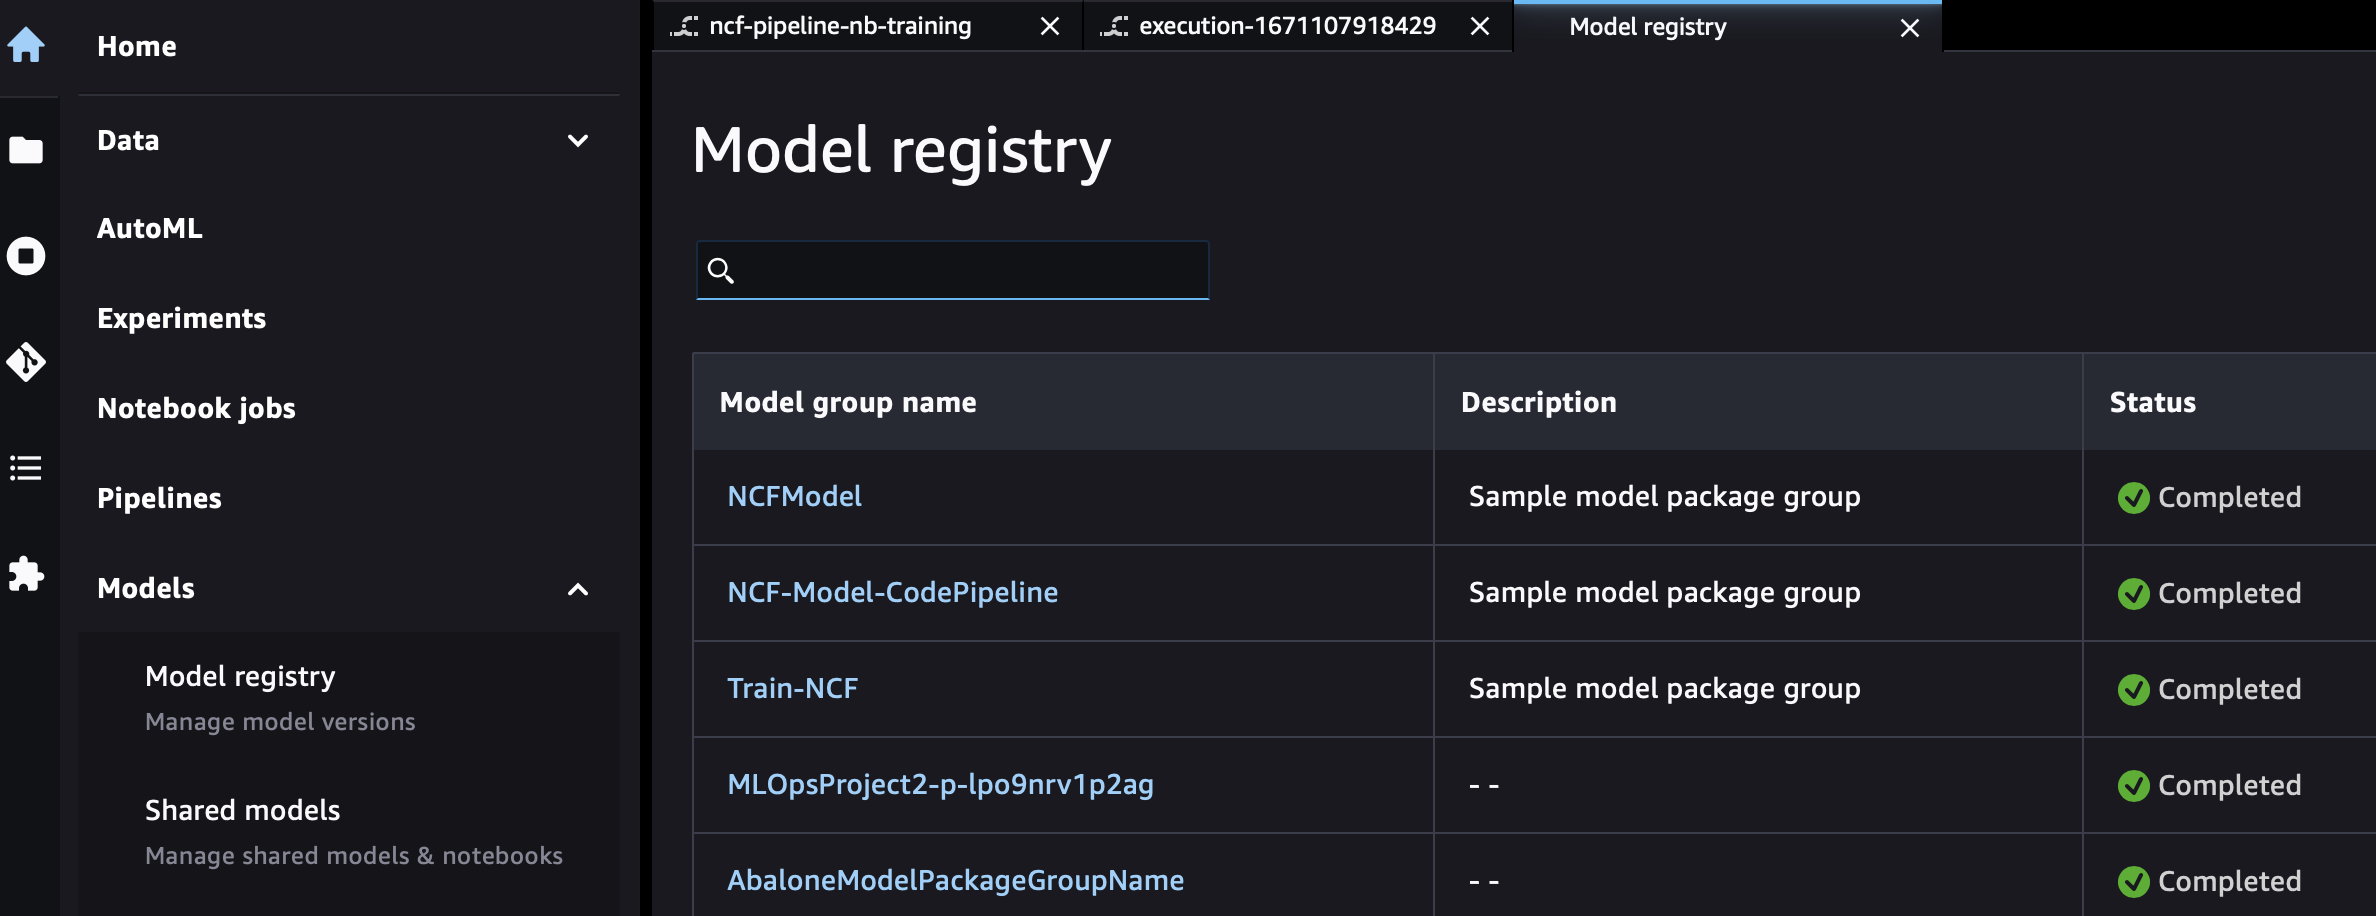 Home
Data
AutoML
Experiments
Notebook jobs
Pipelines
Models
Model registry
Manage model versions
Shared models
Manage shared models & notebooks
ncf-pipeline-nb-training
execution-1671107918429
Model registry
Model registry
Model group name Description Status
NCFModel Sample model package group Completed
NCF-Model-CodePipeline Sample model package group Completed
Train-NCF Sample model package group Completed
MLOpsProject2-p-lpo9nrv1p2ag - - Completed
AbaloneModelPackageGroupName - - Completed